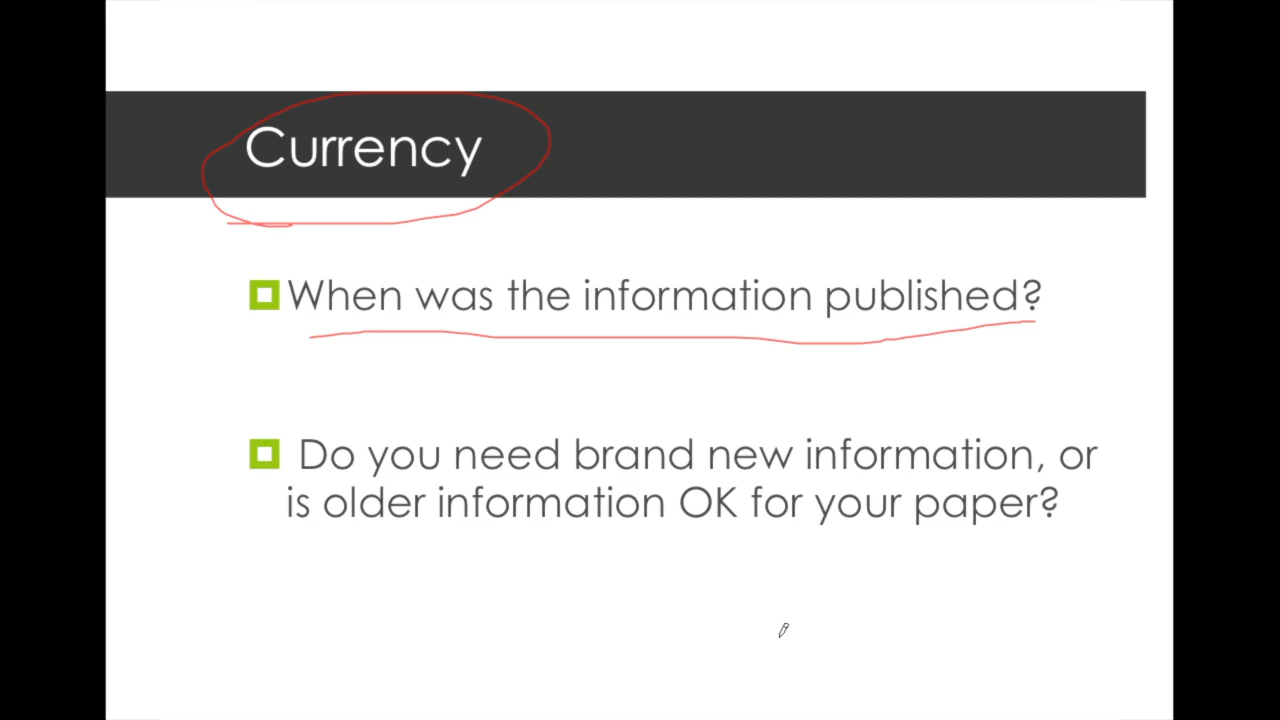 Currency
When was the information published?
Do you need brand new information, or
is older information OK for your paper?